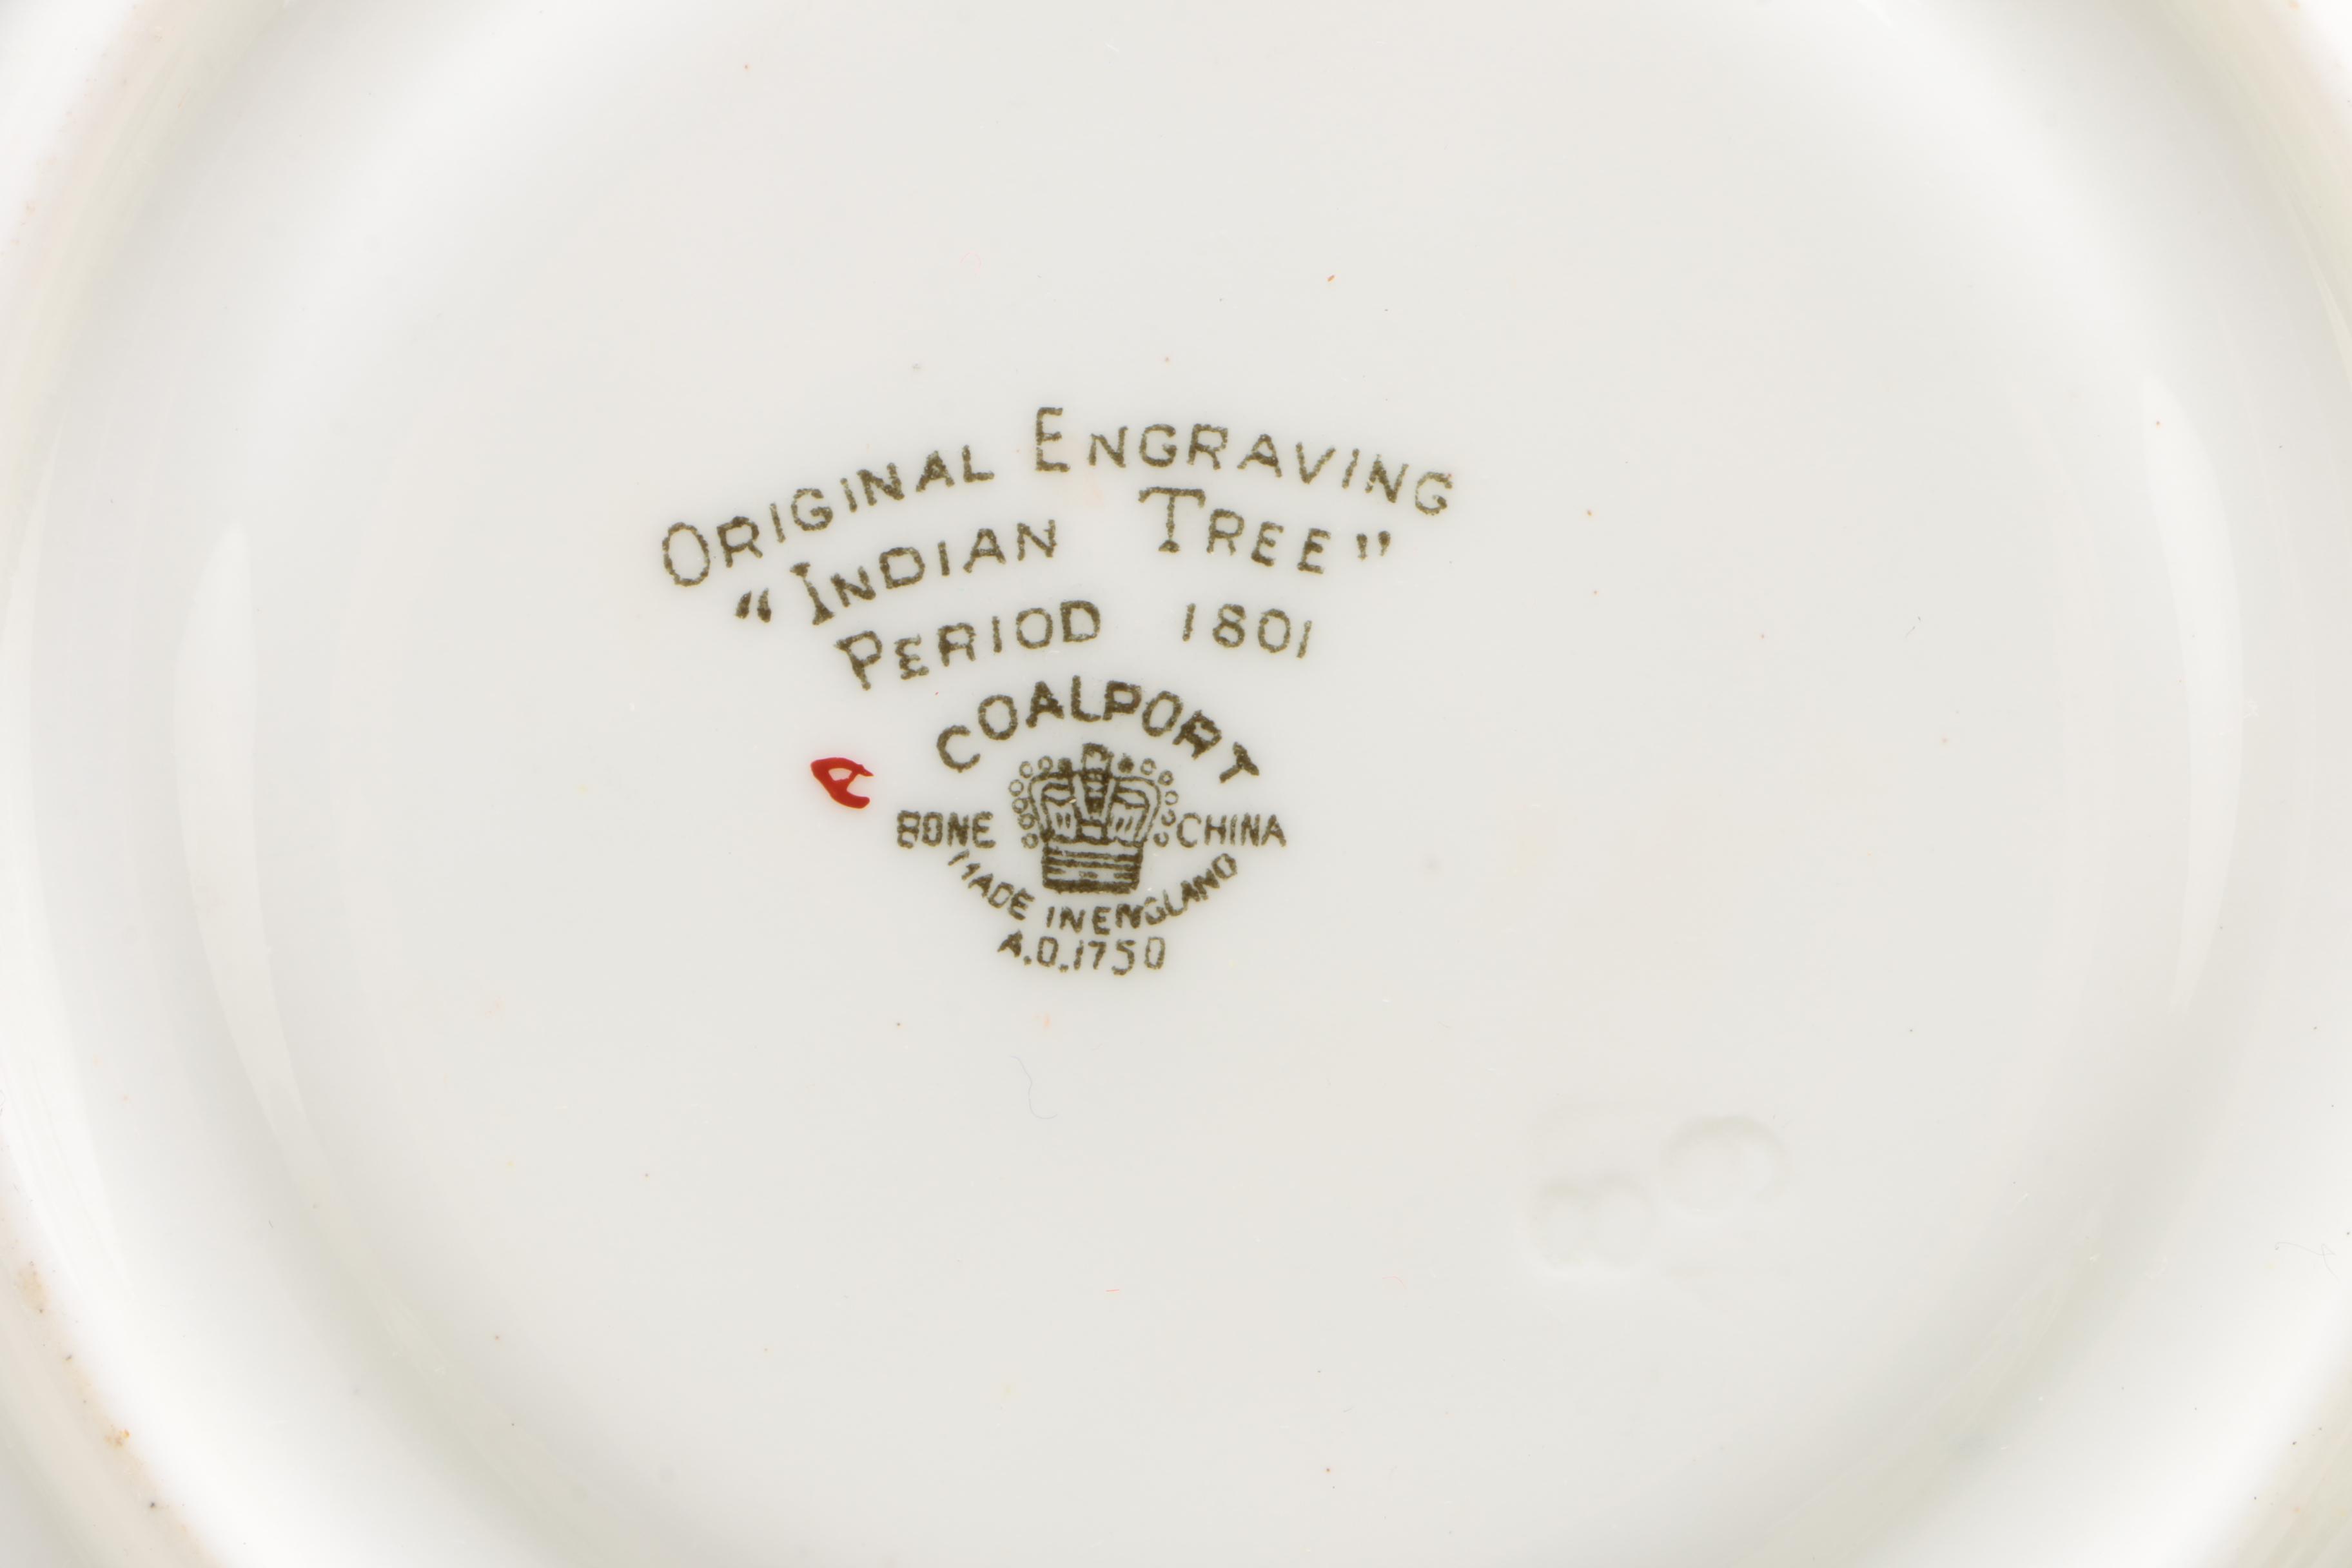 ORIGINAL ENGRAVING
“INDIAN TREE”
PERIOD 1801
COALPORT
BONE CHINA
MADE IN ENGLAND
A.D.1750